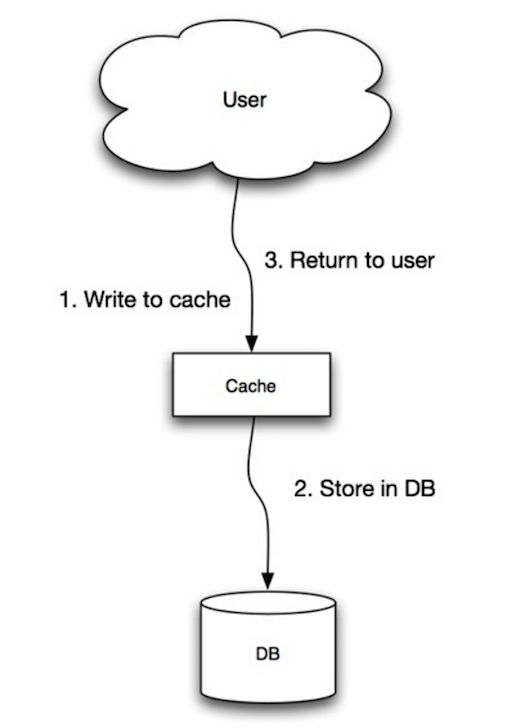 User
3. Return to user
1. Write to cache
Cache
2. Store in DB
DB